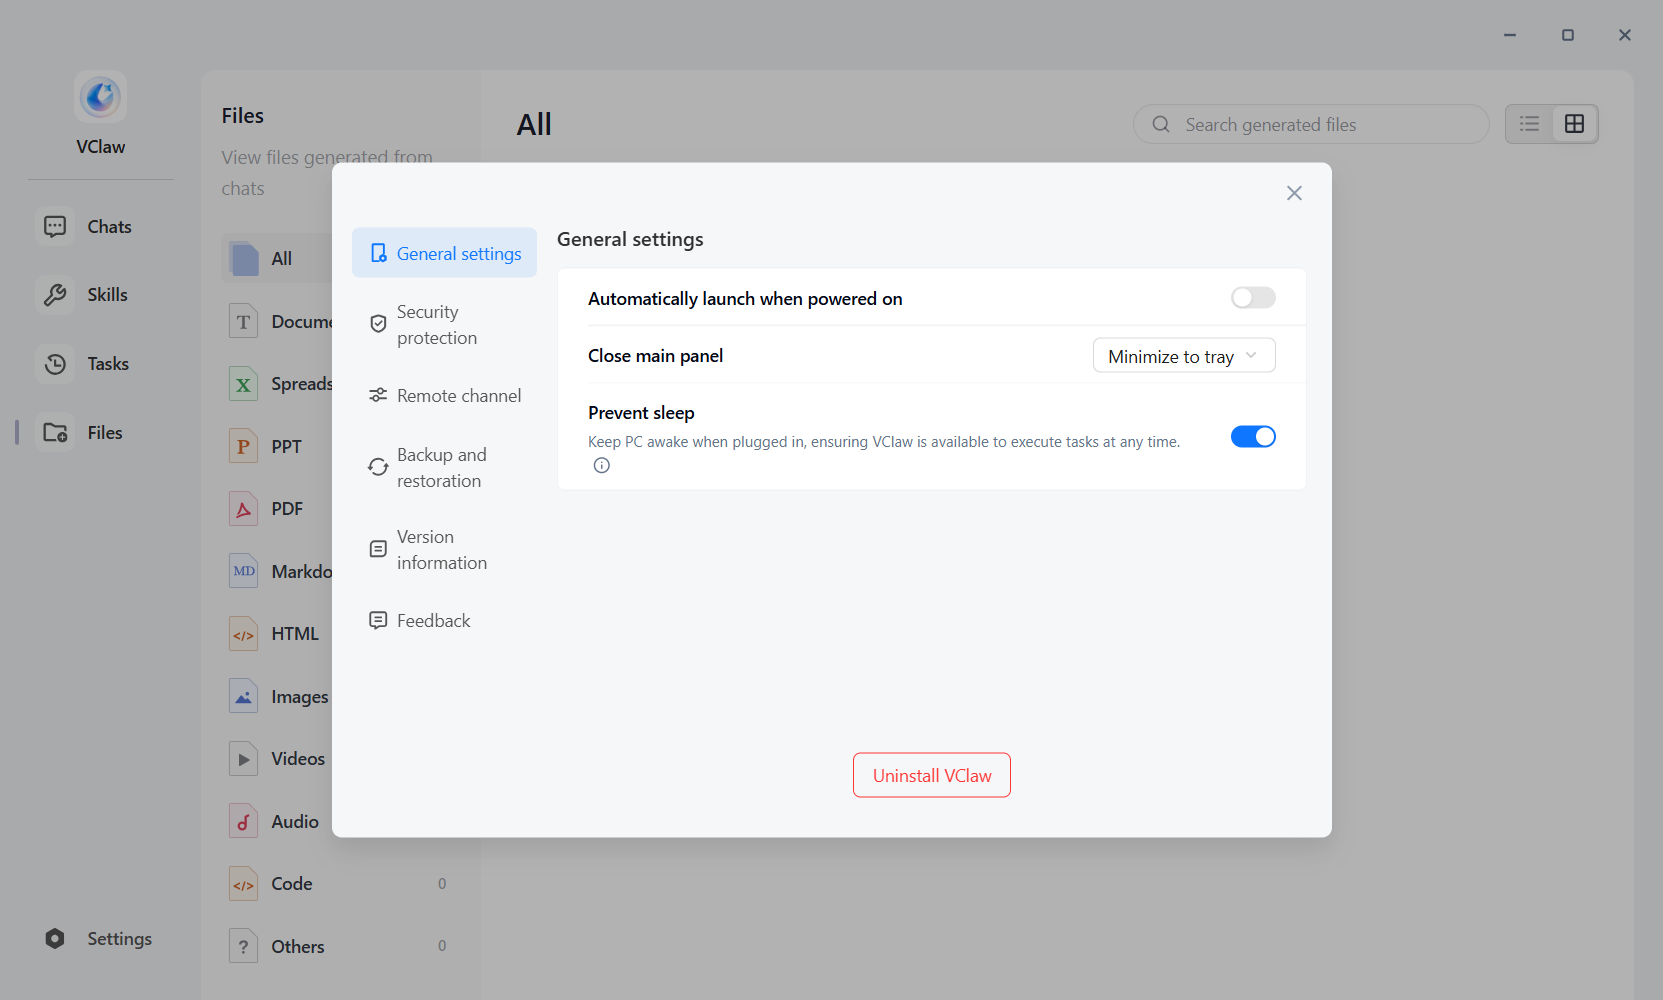 VClaw
Chats
Skills
Tasks
Files
Settings
Files
View files generated from
chats
All
T
X
Spreads
P
PPT
PDF
MD
Markdo
</>
HTML
Images
Videos
Audio
</>
Code
0
?
Others
0
All
Search generated files
General settings
Security
protection
Remote channel
Backup and
restoration
Version
information
Feedback
General settings
Automatically launch when powered on
Close main panel
Minimize to tray
Prevent sleep
Keep PC awake when plugged in, ensuring VClaw is available to execute tasks at any time.
Uninstall VClaw